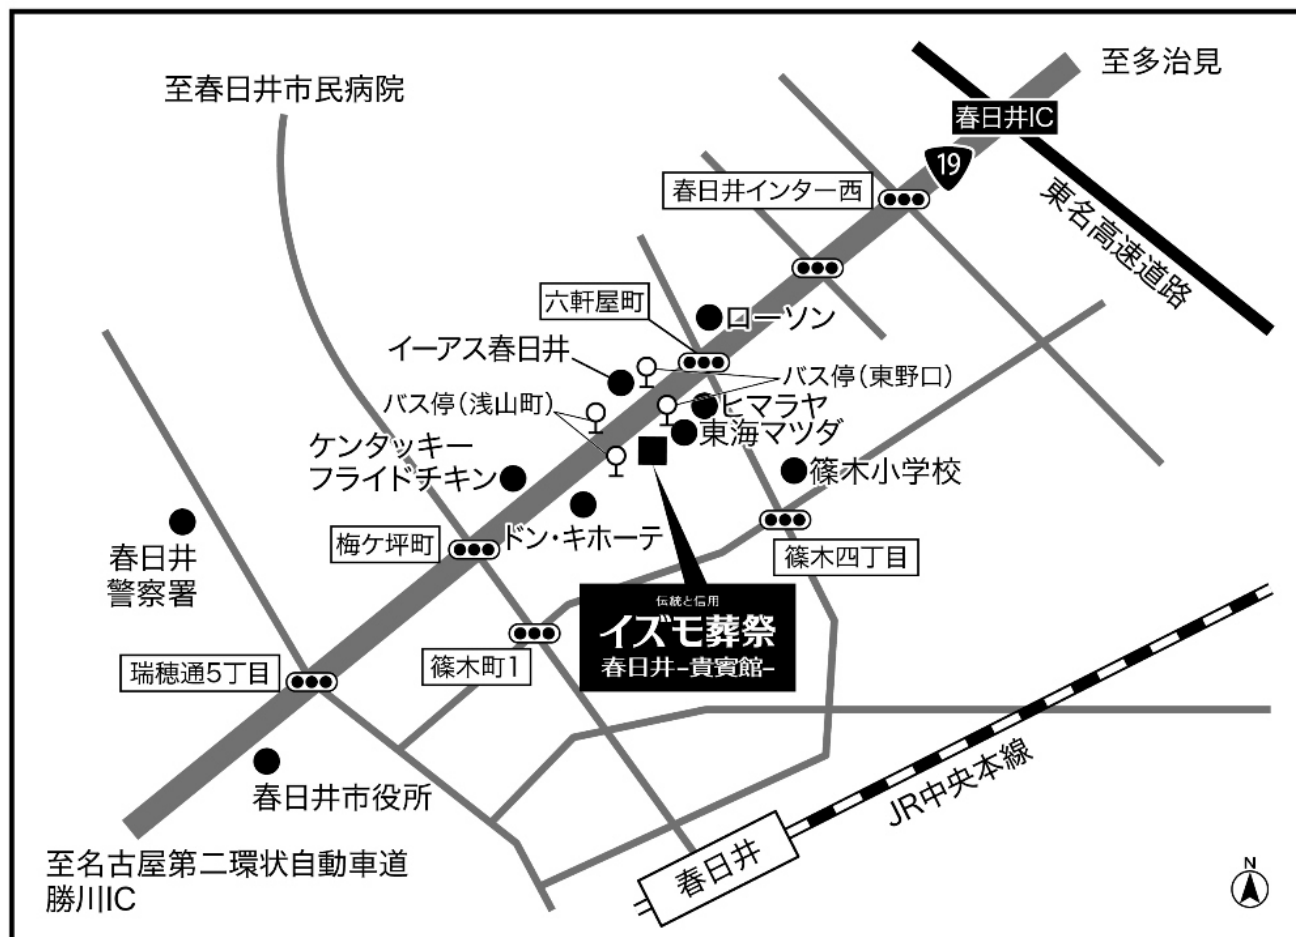 至多治見
至春日井市民病院
春日井IC
19
春日井インター西
東名高速道路
六軒屋町
ローソン
イーアス春日井
バス停（東野口）
バス停（浅山町）
ヒマラヤ
東海マツダ
ケンタッキー
フライドチキン
篠木小学校
梅ケ坪町
ドン・キホーテ
春日井
警察署
篠木四丁目
伝統と信用
イズモ葬祭
春日井-貴賓館-
瑞穂通5丁目
篠木町1
春日井市役所
JR中央本線
春日井
至名古屋第二環状自動車道
勝川IC
N